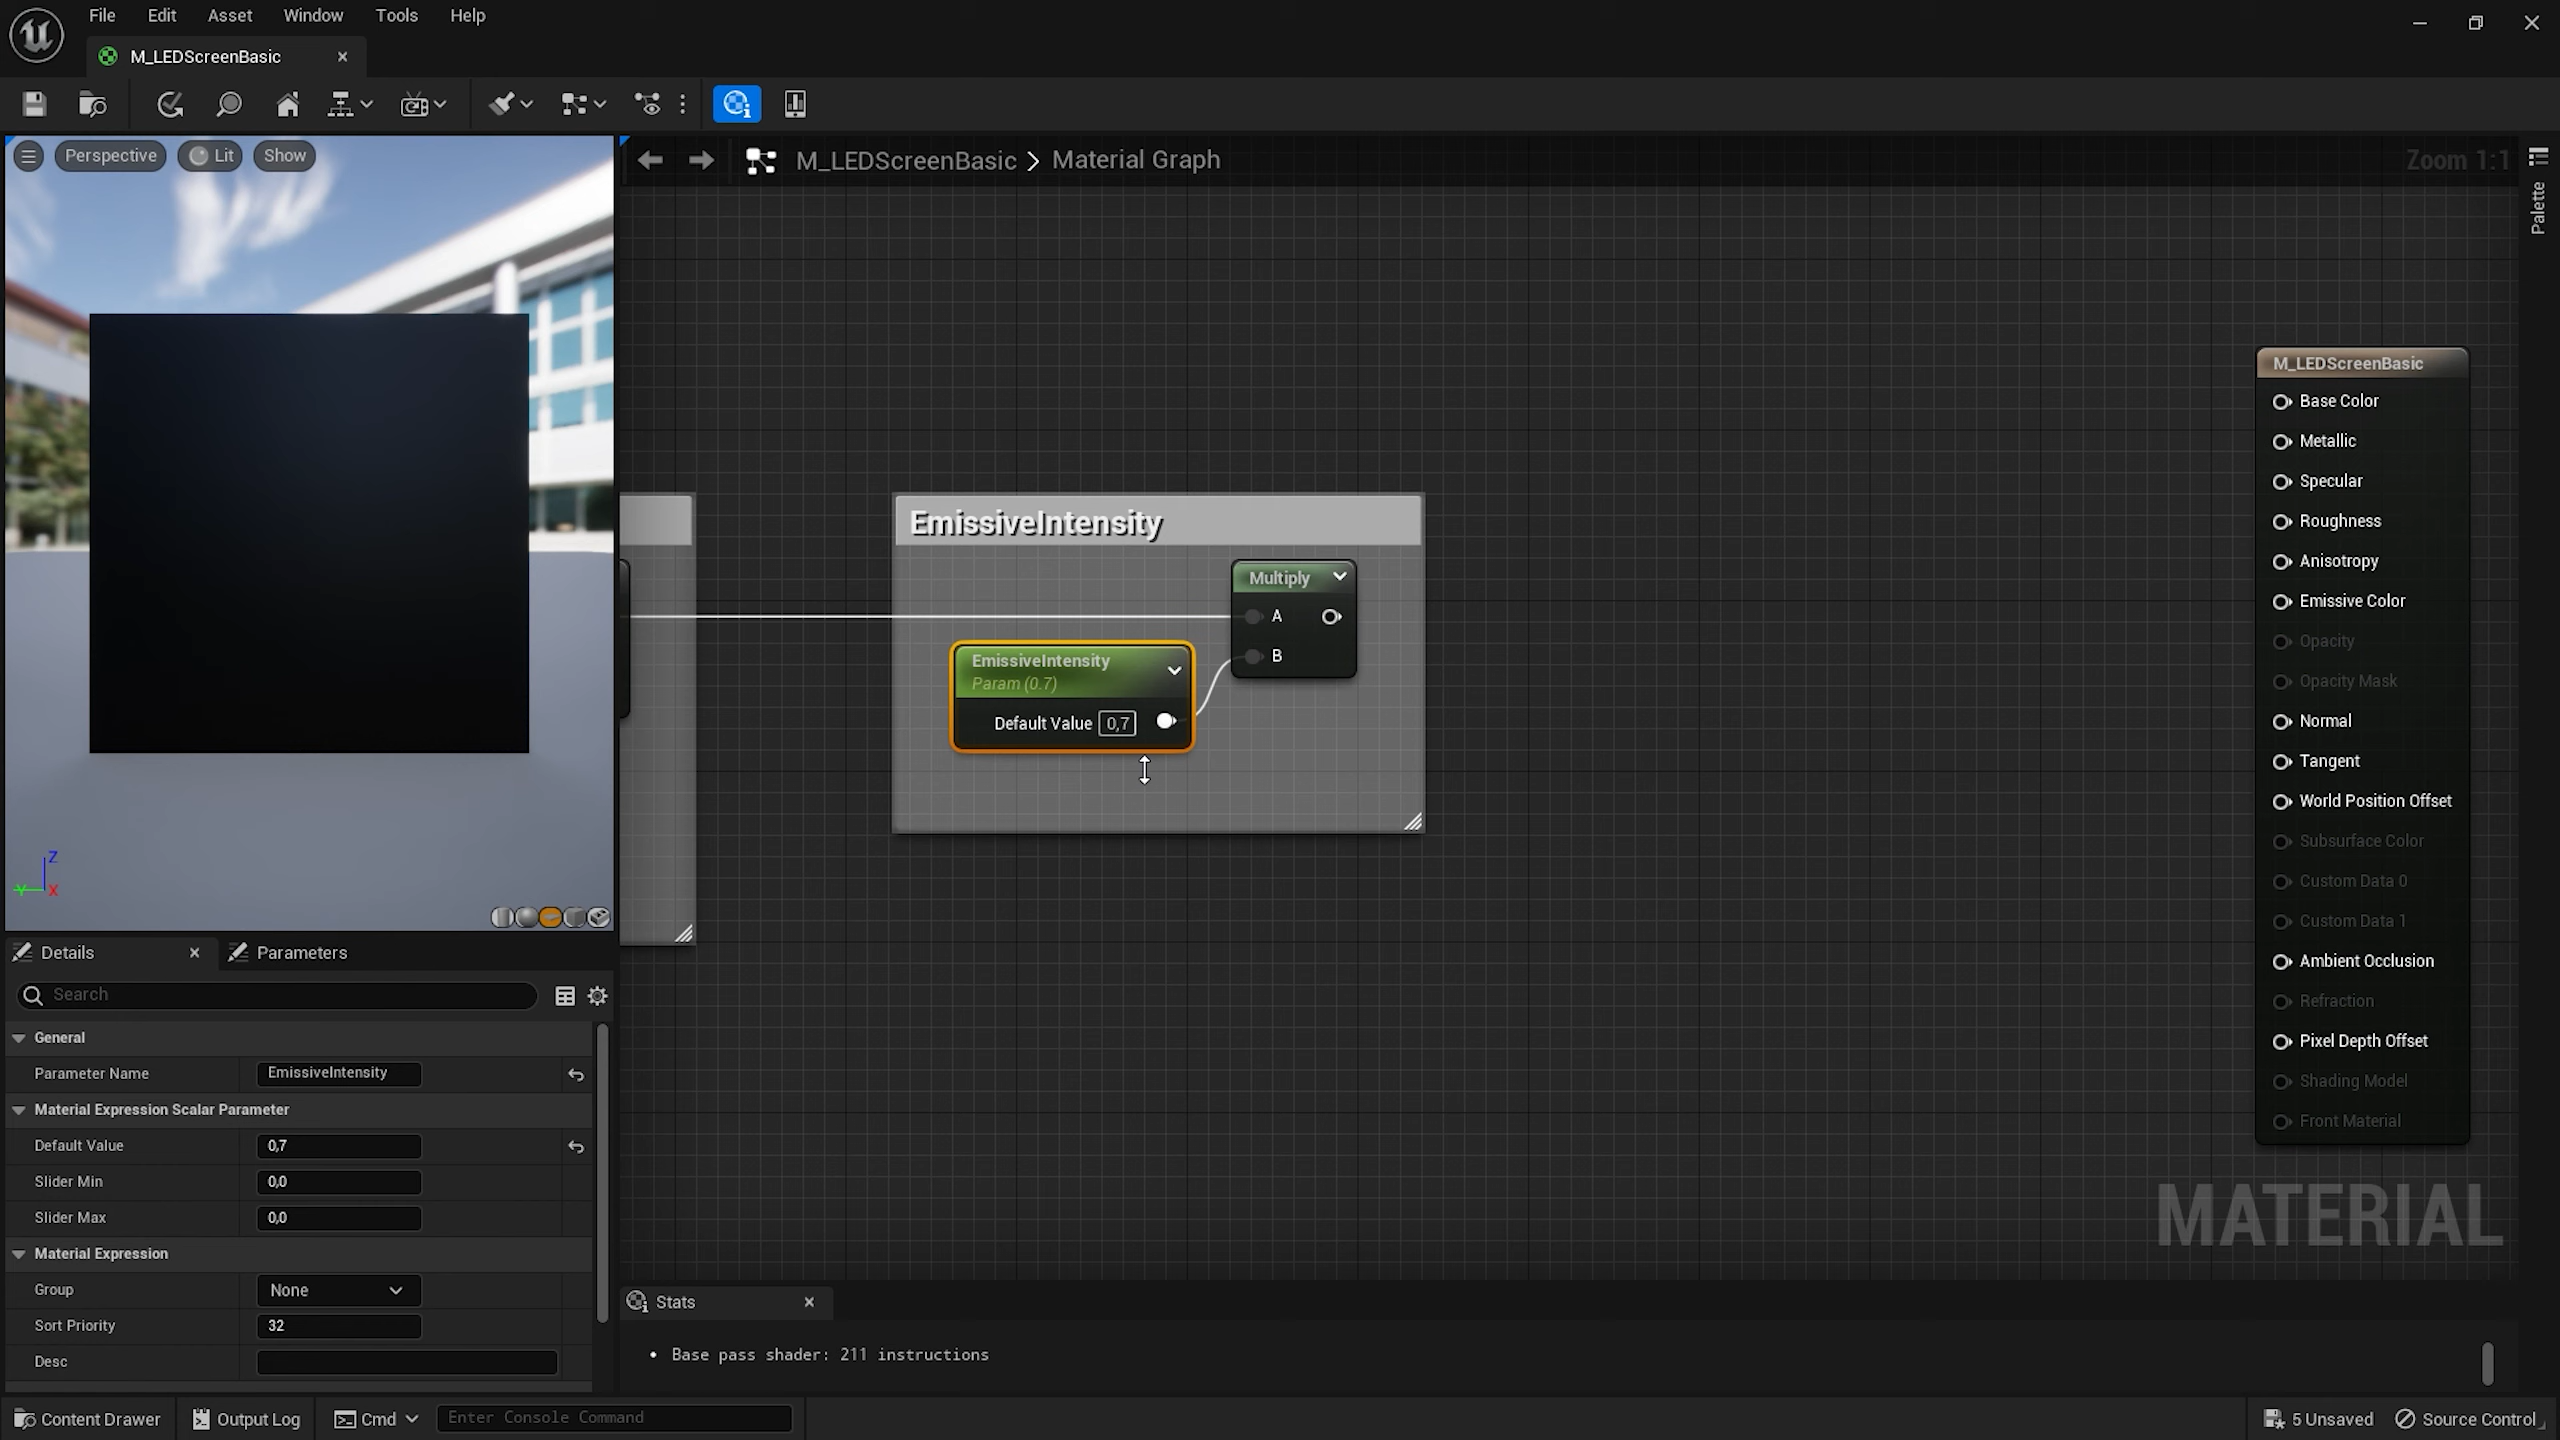 File Edit Asset Window Tools Help
M_LEDScreenBasic
Perspective Lit Show
M_LEDScreenBasic > Material Graph
Zoom 1:1
Palette
M_LEDScreenBasic
Base Color
Metallic
Specular
Roughness
Anisotropy
Emissive Color
Opacity
Opacity Mask
Normal
Tangent
World Position Offset
Subsurface Color
Custom Data 0
Custom Data 1
Ambient Occlusion
Refraction
Pixel Depth Offset
Shading Model
Front Material
EmissiveIntensity
Multiply
A
B
EmissiveIntensity
Param (0.7)
Default Value 0,7
Z
Y X
MATERIAL
Details Parameters
Search
General
Parameter Name EmissiveIntensity
Material Expression Scalar Parameter
Default Value 0,7
Slider Min 0,0
Slider Max 0,0
Material Expression
Group None
Sort Priority 32
Desc
Stats
• Base pass shader: 211 instructions
Content Drawer Output Log Cmd Enter Console Command 5 Unsaved Source Control